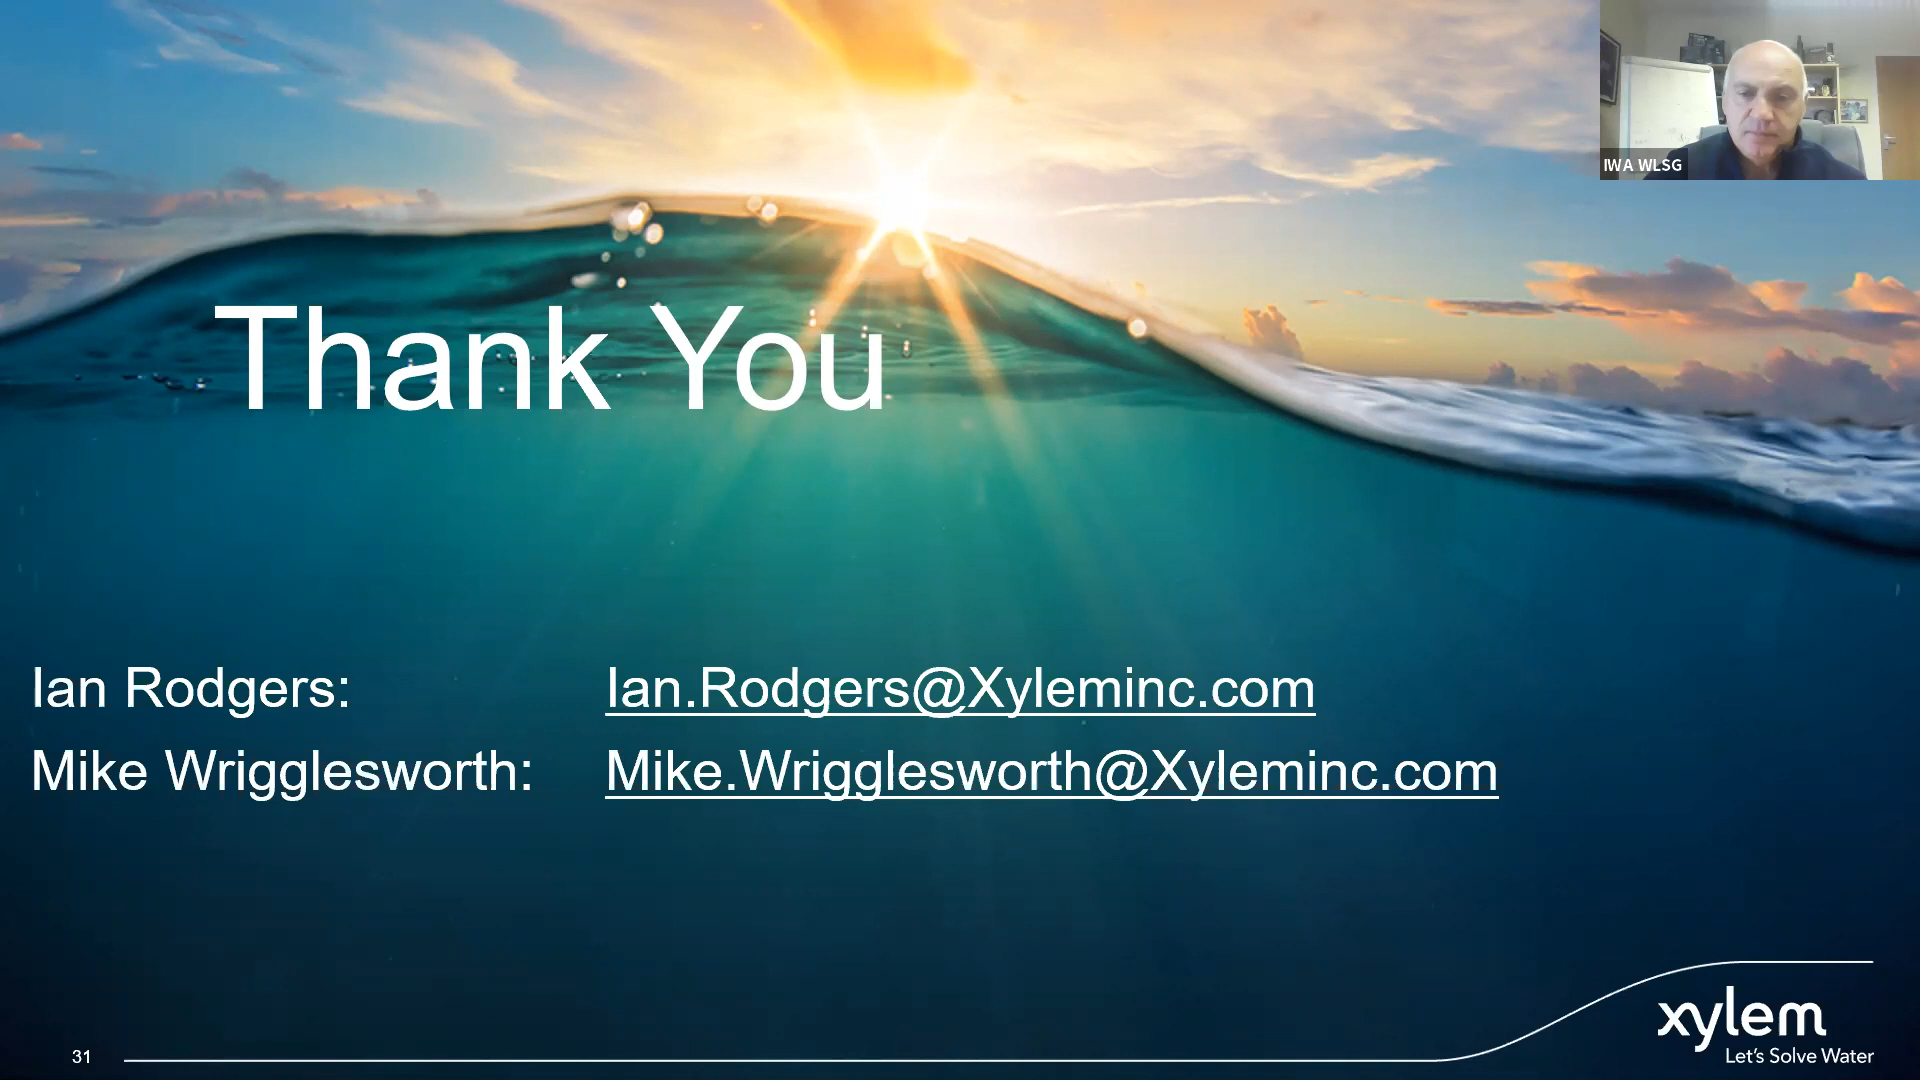 IWA WLSG
Thank You
Ian Rodgers: Ian.Rodgers@Xyleminc.com
Mike Wrigglesworth: Mike.Wrigglesworth@Xyleminc.com
31
xylem
Let's Solve Water